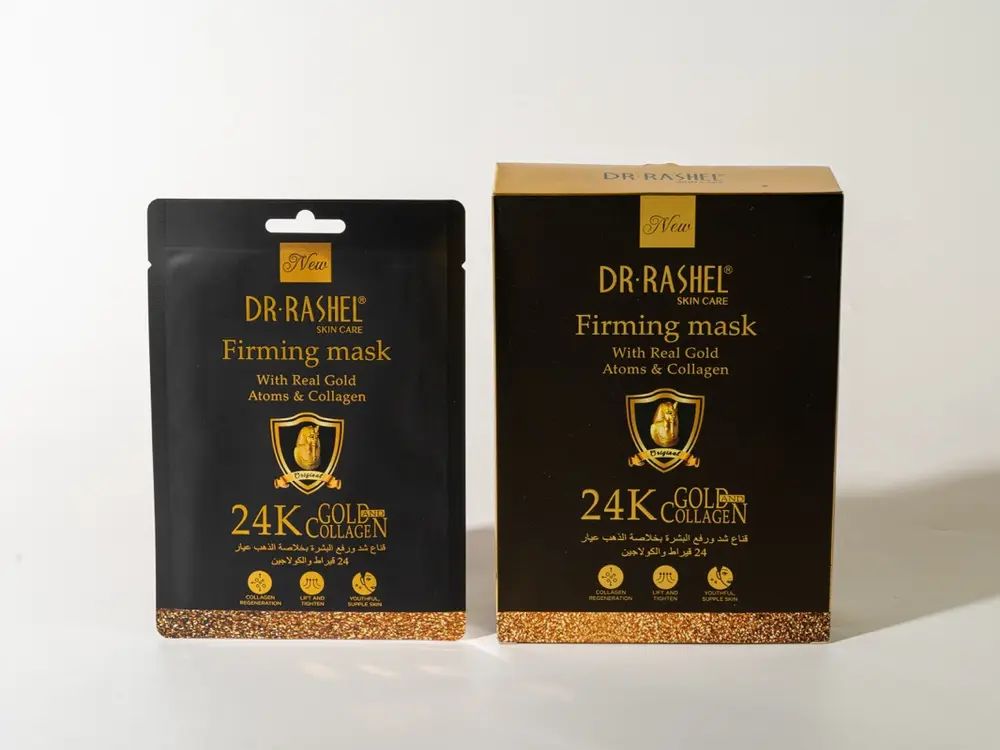 New
DR·RASHEL®
SKIN CARE
Firming mask
With Real Gold
Atoms & Collagen
Original
24K GOLD AND COLLAGEN
قناع شد ورفع البشرة بخلاصة الذهب عيار
24 قيراط والكولاجين
COLLAGEN REGENERATION
LIFT AND TIGHTEN
YOUTHFUL, SUPPLE SKIN
DR·RASHEL®
SKIN CARE
New
DR·RASHEL®
SKIN CARE
Firming mask
With Real Gold
Atoms & Collagen
Original
24K GOLD AND COLLAGEN
قناع شد ورفع البشرة بخلاصة الذهب عيار
24 قيراط والكولاجين
COLLAGEN REGENERATION
LIFT AND TIGHTEN
YOUTHFUL, SUPPLE SKIN